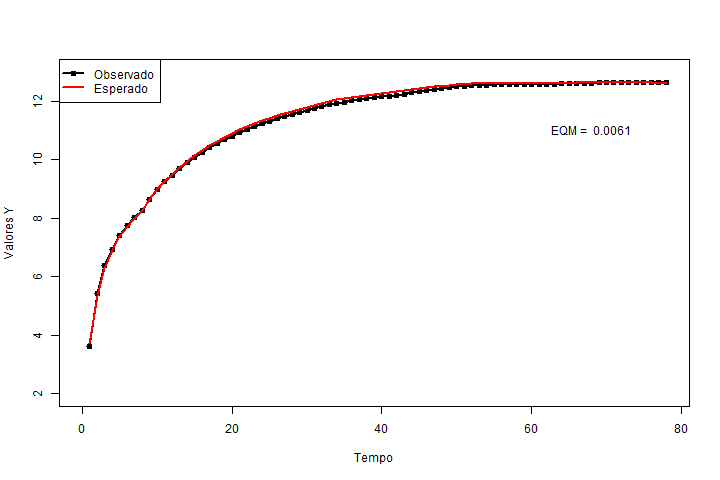 Observado
Esperado
EQM = 0.0061
Valores Y
2
4
6
8
10
12
0
20
40
60
80
Tempo